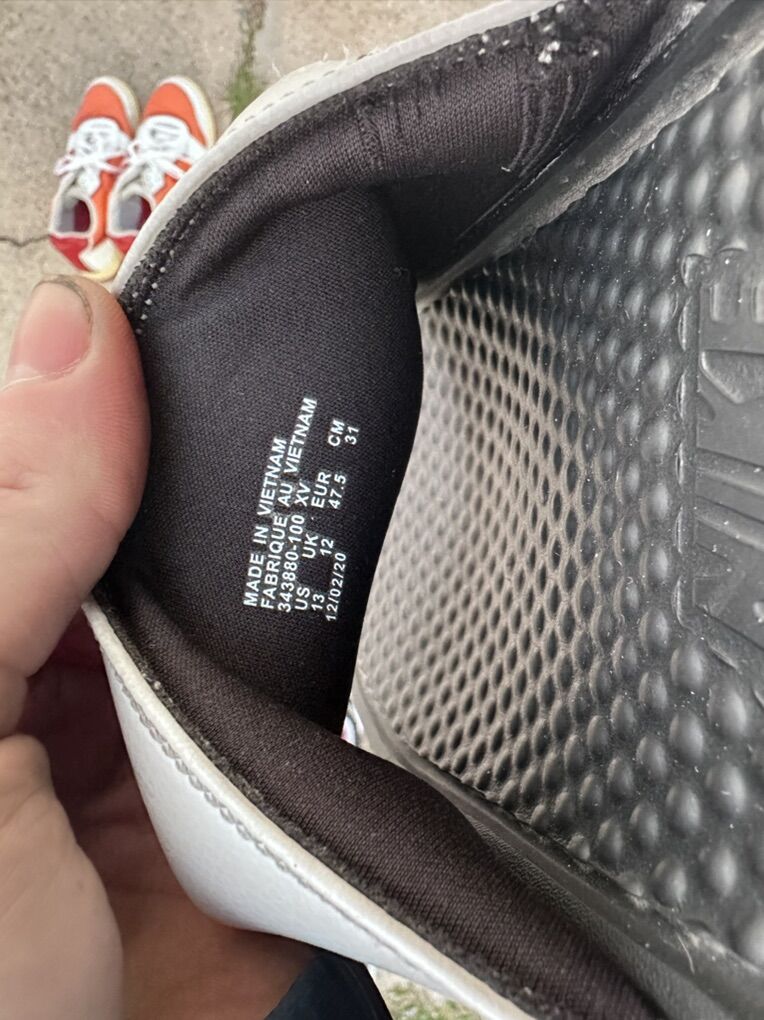 MADE IN VIETNAM
FABRIQUE AU VIETNAM
343880-100 XV
US UK EUR CM
13 12 47.5 31
12/02/20
NIKE